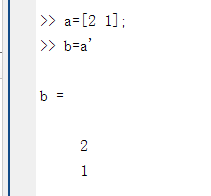 >> a=[2 1];
>> b=a'
b =
2
1